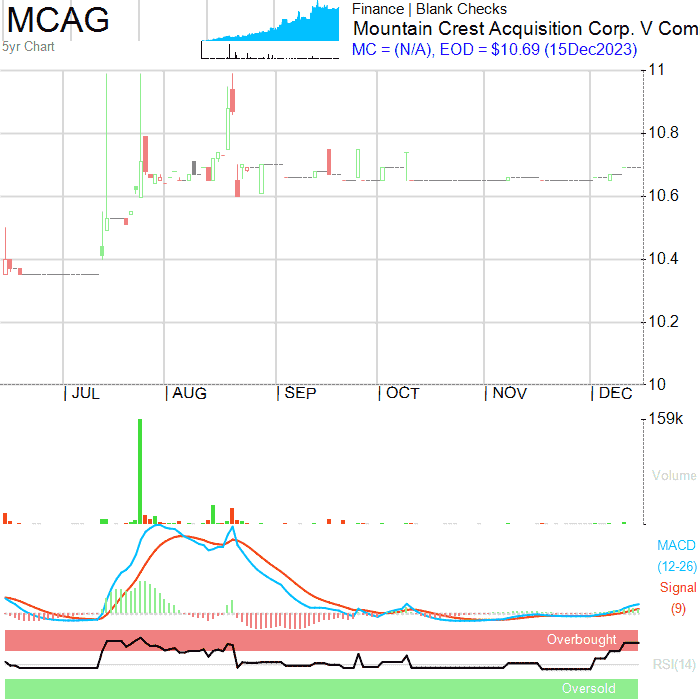 MCAG
5yr Chart
Finance | Blank Checks
Mountain Crest Acquisition Corp. V Com
MC = (N/A), EOD = $10.69 (15Dec2023)
11
10.8
10.6
10.4
10.2
10
| JUL | AUG | SEP | OCT | NOV | DEC
159k
Volume
MACD
(12-26)
Signal
(9)
Overbought
RSI(14)
Oversold